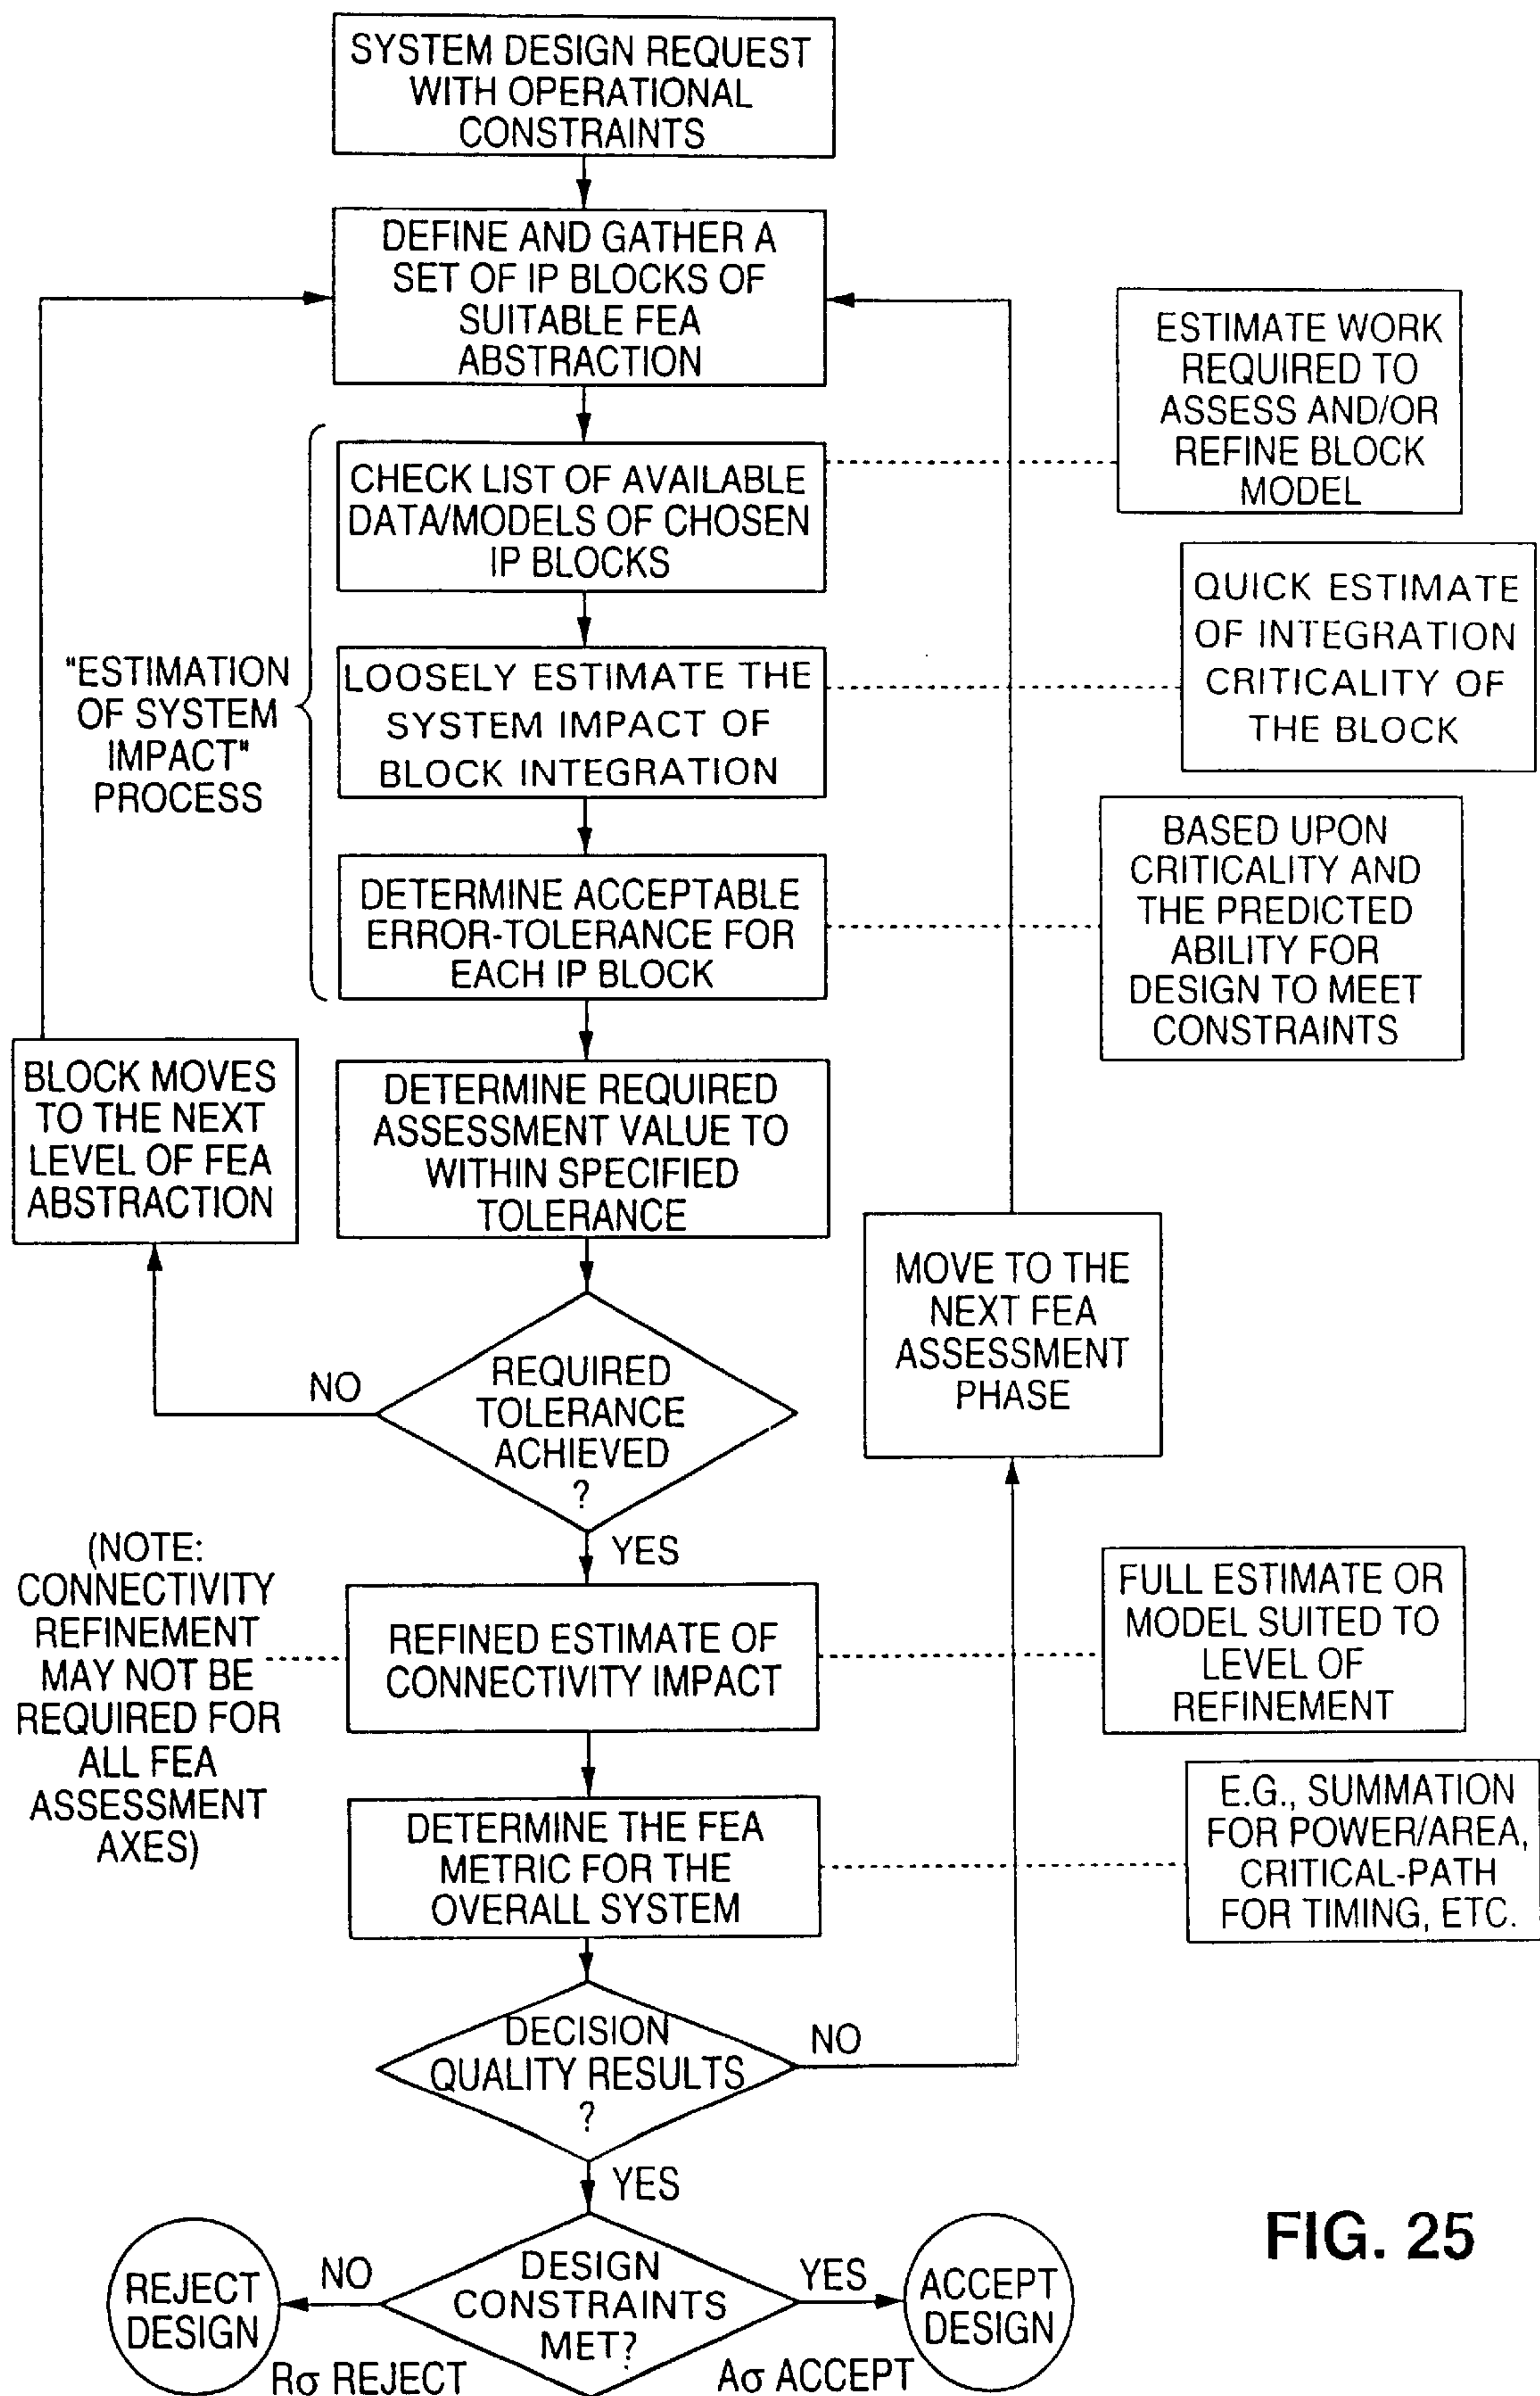 SYSTEM DESIGN REQUEST
WITH OPERATIONAL
CONSTRAINTS
DEFINE AND GATHER A
SET OF IP BLOCKS OF
SUITABLE FEA
ABSTRACTION
ESTIMATE WORK
REQUIRED TO
ASSESS AND/OR
REFINE BLOCK
MODEL
CHECK LIST OF AVAILABLE
DATA/MODELS OF CHOSEN
IP BLOCKS
QUICK ESTIMATE
OF INTEGRATION
CRITICALITY OF
THE BLOCK
"ESTIMATION
OF SYSTEM
IMPACT"
PROCESS
LOOSELY ESTIMATE THE
SYSTEM IMPACT OF
BLOCK INTEGRATION
BASED UPON
CRITICALITY AND
THE PREDICTED
ABILITY FOR
DESIGN TO MEET
CONSTRAINTS
DETERMINE ACCEPTABLE
ERROR-TOLERANCE FOR
EACH IP BLOCK
BLOCK MOVES
TO THE NEXT
LEVEL OF FEA
ABSTRACTION
DETERMINE REQUIRED
ASSESSMENT VALUE TO
WITHIN SPECIFIED
TOLERANCE
MOVE TO THE
NEXT FEA
ASSESSMENT
PHASE
NO
REQUIRED
TOLERANCE
ACHIEVED
?
YES
(NOTE:
CONNECTIVITY
REFINEMENT
MAY NOT BE
REQUIRED FOR
ALL FEA
ASSESSMENT
AXES)
REFINED ESTIMATE OF
CONNECTIVITY IMPACT
FULL ESTIMATE OR
MODEL SUITED TO
LEVEL OF
REFINEMENT
DETERMINE THE FEA
METRIC FOR THE
OVERALL SYSTEM
E.G., SUMMATION
FOR POWER/AREA,
CRITICAL-PATH
FOR TIMING, ETC.
DECISION
QUALITY RESULTS
?
NO
YES
REJECT
DESIGN
NO
DESIGN
CONSTRAINTS
MET?
YES
ACCEPT
DESIGN
Rσ REJECT
Aσ ACCEPT
FIG. 25